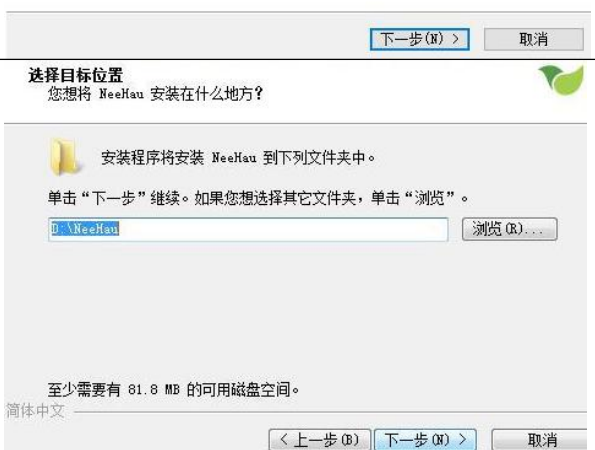 下一步(N) >
取消
选择目标位置
您想将 NeeHau 安装在什么地方?
安装程序将安装 NeeHau 到下列文件夹中。
单击“下一步”继续。如果您想选择其它文件夹,单击“浏览”。
D:\NeeHau
浏览(R)...
至少需要有 81.8 MB 的可用磁盘空间。
简体中文
< 上一步(B)
下一步(N) >
取消